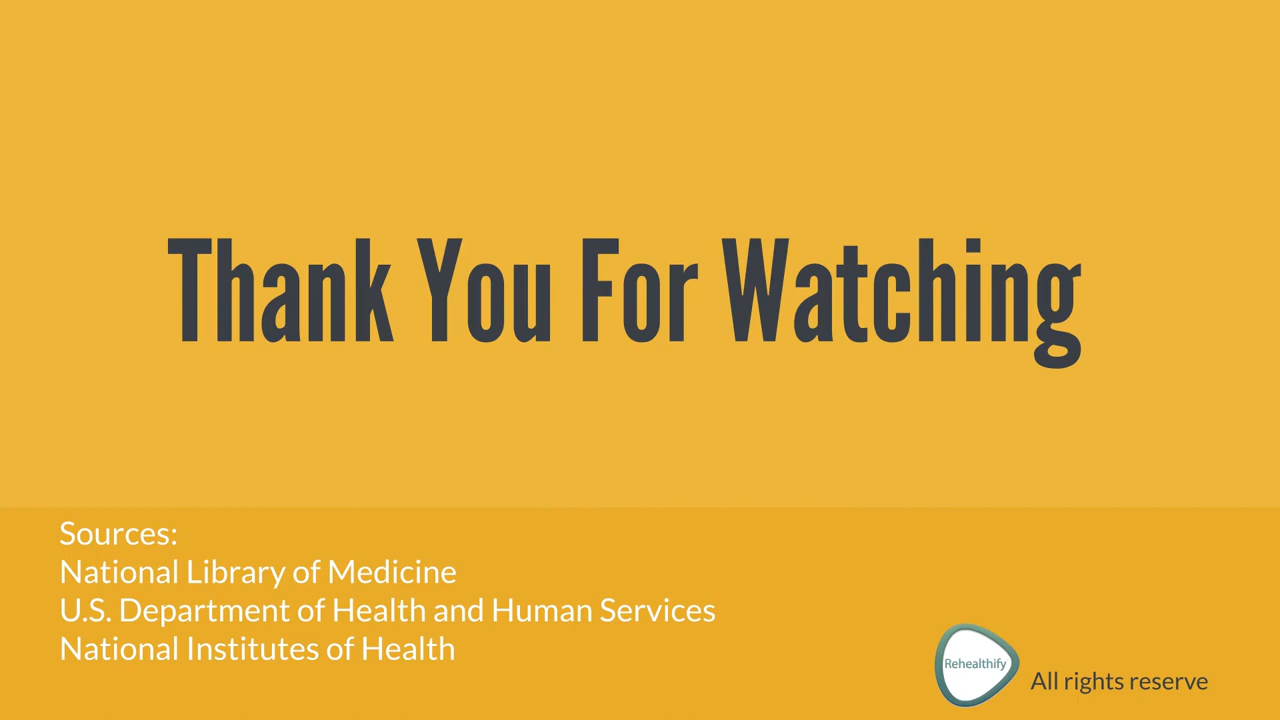 Thank You For Watching
Sources:
National Library of Medicine
U.S. Department of Health and Human Services
National Institutes of Health
Rehealthify
All rights reserve